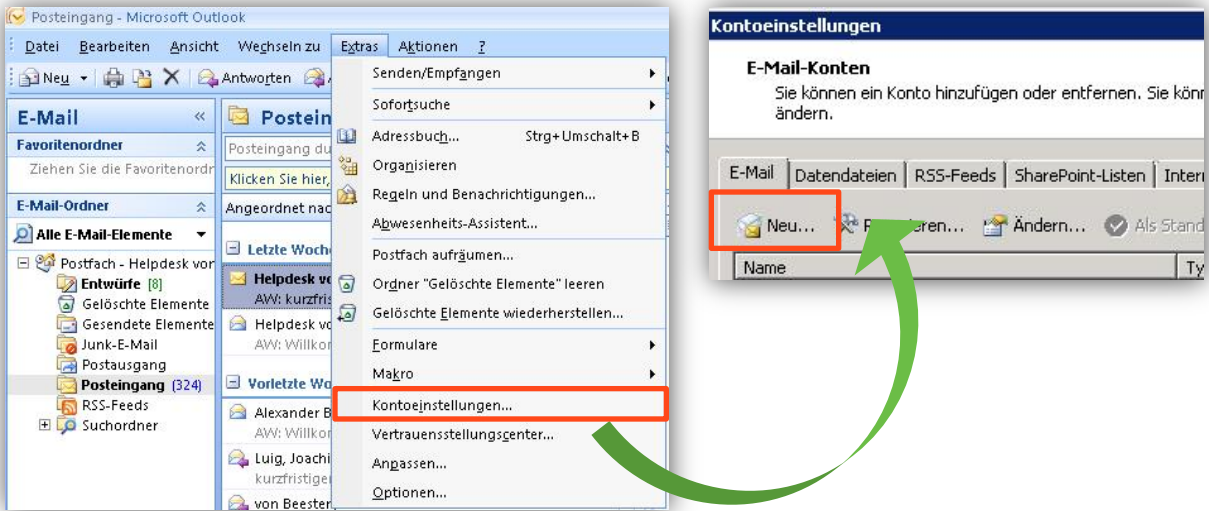 Posteingang - Microsoft Outlook
Datei Bearbeiten Ansicht Wechseln zu Extras Aktionen ?
Neu Antworten
E-Mail
Favoritenordner
Ziehen Sie die Favoritenordr
E-Mail-Ordner
Alle E-Mail-Elemente
Postfach - Helpdesk vor
Entwürfe [8]
Gelöschte Elemente
Gesendete Elemente
Junk-E-Mail
Postausgang
Posteingang (324)
RSS-Feeds
Suchordner
Postein
Posteingang du
Klicken Sie hier,
Angeordnet nac
Letzte Woch
Helpdesk vo
AW: kurzfris
Helpdesk vo
AW: Willkor
Vorletzte Wo
Alexander B
AW: Willkor
Luig, Joachi
kurzfristige
von Beester
Senden/Empfangen
Sofortsuche
Adressbuch... Strg+Umschalt+B
Organisieren
Regeln und Benachrichtigungen...
Abwesenheits-Assistent...
Postfach aufräumen...
Ordner "Gelöschte Elemente" leeren
Gelöschte Elemente wiederherstellen...
Formulare
Makro
Kontoeinstellungen...
Vertrauensstellungscenter...
Anpassen...
Optionen...
Kontoeinstellungen
E-Mail-Konten
Sie können ein Konto hinzufügen oder entfernen. Sie könn
ändern.
E-Mail Datendateien RSS-Feeds SharePoint-Listen Intern
Neu... Ändern... Als Stand
Name Ty